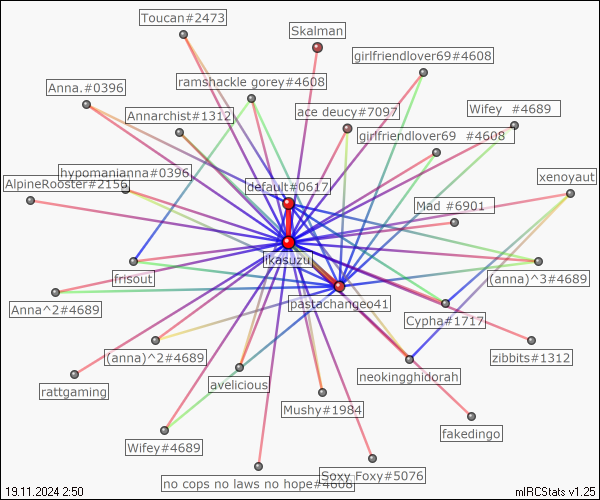 Toucan#2473
Skalman
girlfriendlover69#4608
Anna.#0396
ramshackle gorey#4608
Annarchist#1312
ace deucy#7097
Wifey  #4689
girlfriendlover69  #4608
hypomanianna#0396
AlpineRooster#2156
default#0617
xenoyaut
Mad #6901
ikasuzu
frisout
(anna)^3#4689
Anna^2#4689
pastachangeo41
Cypha#1717
(anna)^2#4689
zibbits#1312
rattgaming
avelicious
neokingghidorah
Mushy#1984
fakedingo
Wifey#4689
Soxy Foxy#5076
no cops no laws no hope#4608
19.11.2024 2:50
mIRCStats v1.25